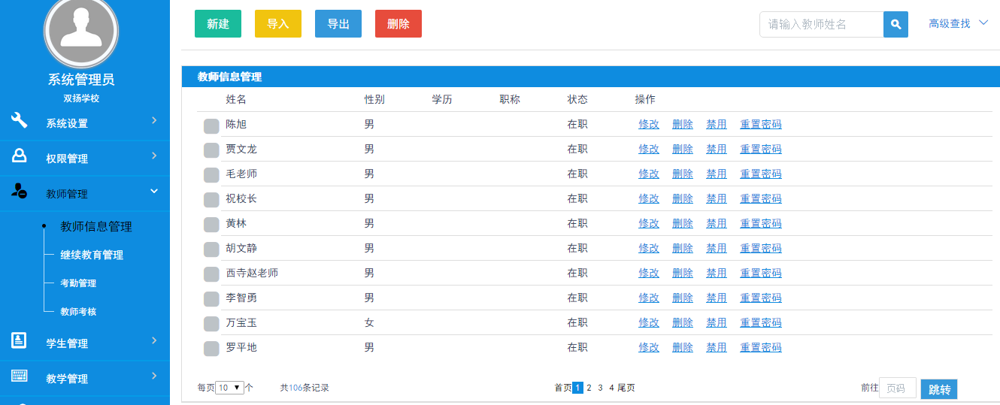 系统管理员
双扬学校
系统设置
权限管理
教师管理
教师信息管理
继续教育管理
考勤管理
教师考核
学生管理
教学管理
新建 导入 导出 删除 请输入教师姓名 高级查找
教师信息管理
姓名 性别 学历 职称 状态 操作
陈旭 男 在职 修改 删除 禁用 重置密码
贾文龙 男 在职 修改 删除 禁用 重置密码
毛老师 男 在职 修改 删除 禁用 重置密码
祝校长 男 在职 修改 删除 禁用 重置密码
黄林 男 在职 修改 删除 禁用 重置密码
胡文静 男 在职 修改 删除 禁用 重置密码
西寺赵老师 男 在职 修改 删除 禁用 重置密码
李智勇 男 在职 修改 删除 禁用 重置密码
万宝玉 女 在职 修改 删除 禁用 重置密码
罗平地 男 在职 修改 删除 禁用 重置密码
每页 10 个 共106条记录 首页 1 2 3 4 尾页 前往 页码 跳转